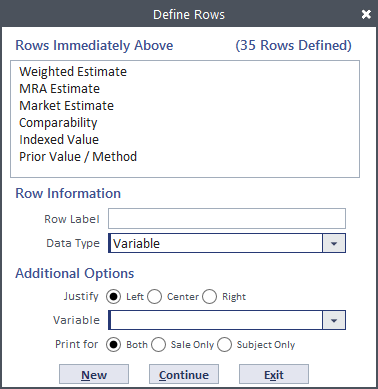 Define Rows
Rows Immediately Above (35 Rows Defined)
Weighted Estimate
MRA Estimate
Market Estimate
Comparability
Indexed Value
Prior Value / Method
Row Information
Row Label
Data Type Variable
Additional Options
Justify Left Center Right
Variable
Print for Both Sale Only Subject Only
New Continue Exit